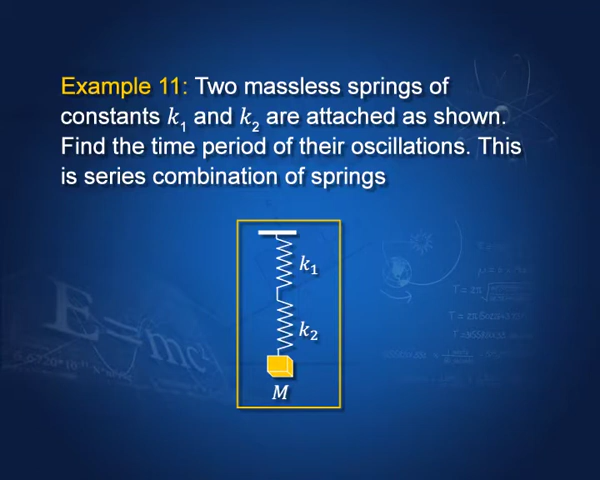 Example 11: Two massless springs of
constants k₁ and k₂ are attached as shown.
Find the time period of their oscillations. This
is series combination of springs
k₁
k₂
M
E=mc²